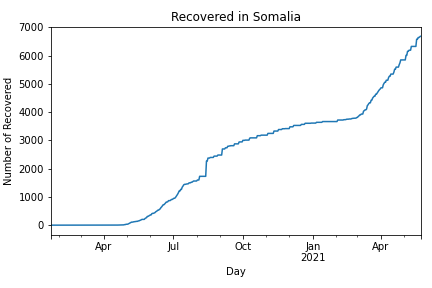 Recovered in Somalia
7000
6000
5000
4000
3000
2000
1000
0
Number of Recovered
Apr
Jul
Oct
Jan
2021
Apr
Day